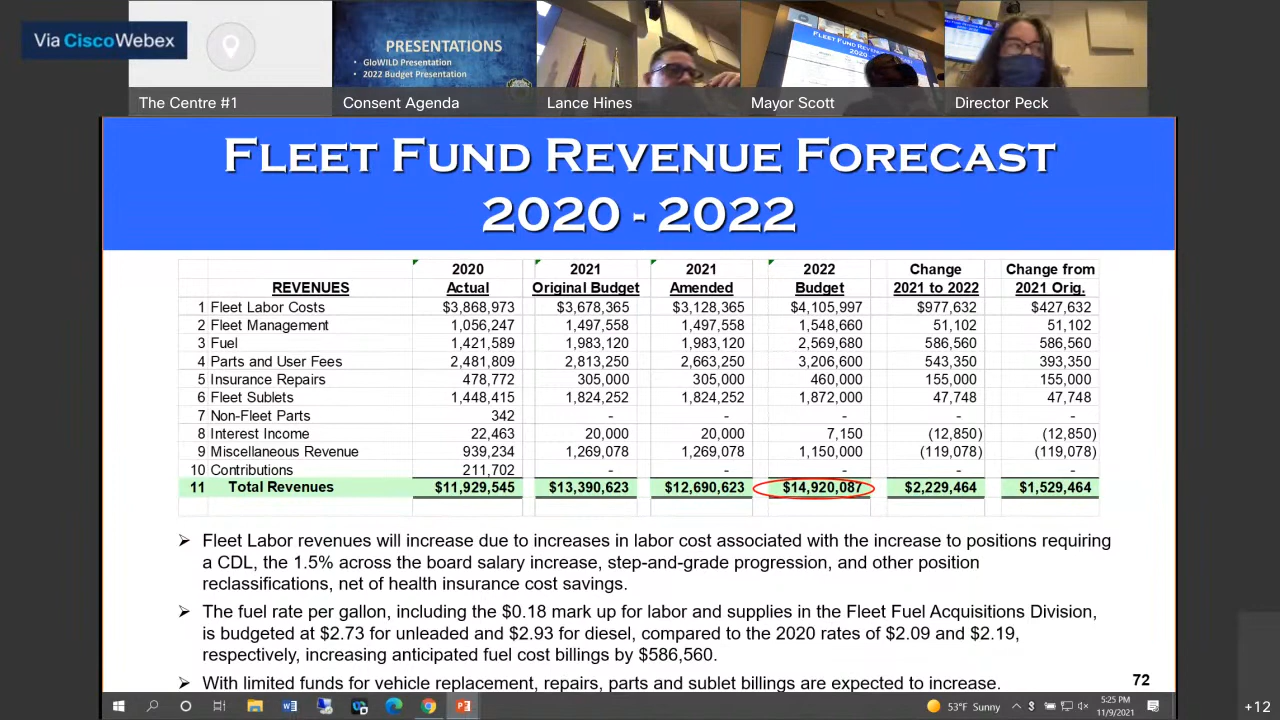 Via CiscoWebex
PRESENTATIONS
• GloWILD Presentation
• 2022 Budget Presentation
The Centre #1
Consent Agenda
Lance Hines
Mayor Scott
Director Peck
FLEET FUND REVENUE FORECAST
2020 - 2022
2020 2021 2021 2022 Change Change from
REVENUES Actual Original Budget Amended Budget 2021 to 2022 2021 Orig.
1 Fleet Labor Costs $3,868,973 $3,678,365 $3,128,365 $4,105,997 $977,632 $427,632
2 Fleet Management 1,056,247 1,497,558 1,497,558 1,548,660 51,102 51,102
3 Fuel 1,421,589 1,983,120 1,983,120 2,569,680 586,560 586,560
4 Parts and User Fees 2,481,809 2,813,250 2,663,250 3,206,600 543,350 393,350
5 Insurance Repairs 478,772 305,000 305,000 460,000 155,000 155,000
6 Fleet Sublets 1,448,415 1,824,252 1,824,252 1,872,000 47,748 47,748
7 Non-Fleet Parts 342 - - - - -
8 Interest Income 22,463 20,000 20,000 7,150 (12,850) (12,850)
9 Miscellaneous Revenue 939,234 1,269,078 1,269,078 1,150,000 (119,078) (119,078)
10 Contributions 211,702 - - - - -
11 Total Revenues $11,929,545 $13,390,623 $12,690,623 $14,920,087 $2,229,464 $1,529,464
➢ Fleet Labor revenues will increase due to increases in labor cost associated with the increase to positions requiring
a CDL, the 1.5% across the board salary increase, step-and-grade progression, and other position
reclassifications, net of health insurance cost savings.
➢ The fuel rate per gallon, including the $0.18 mark up for labor and supplies in the Fleet Fuel Acquisitions Division,
is budgeted at $2.73 for unleaded and $2.93 for diesel, compared to the 2020 rates of $2.09 and $2.19,
respectively, increasing anticipated fuel cost billings by $586,560.
➢ With limited funds for vehicle replacement, repairs, parts and sublet billings are expected to increase.
72
53°F Sunny
5:25 PM
11/9/2021
+12